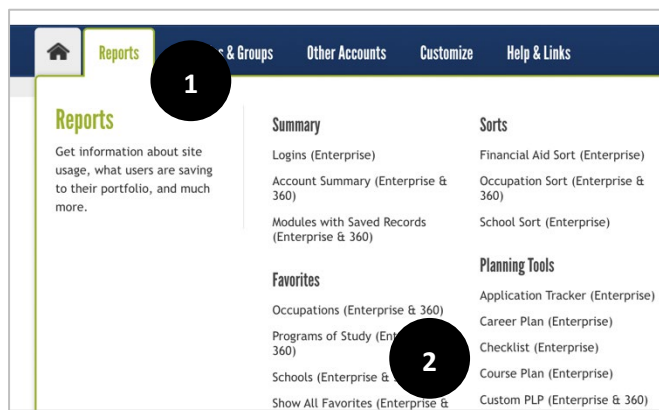 Reports
s & Groups
Other Accounts
Customize
Help & Links
1
Reports
Get information about site
usage, what users are saving
to their portfolio, and much
more.
Summary
Logins (Enterprise)
Account Summary (Enterprise &
360)
Modules with Saved Records
(Enterprise & 360)
Favorites
Occupations (Enterprise & 360)
Programs of Study (Ent
360)
Schools (Enterprise &
Show All Favorites (Enterprise &
2
Sorts
Financial Aid Sort (Enterprise)
Occupation Sort (Enterprise &
360)
School Sort (Enterprise)
Planning Tools
Application Tracker (Enterprise)
Career Plan (Enterprise)
Checklist (Enterprise)
Course Plan (Enterprise)
Custom PLP (Enterprise & 360)